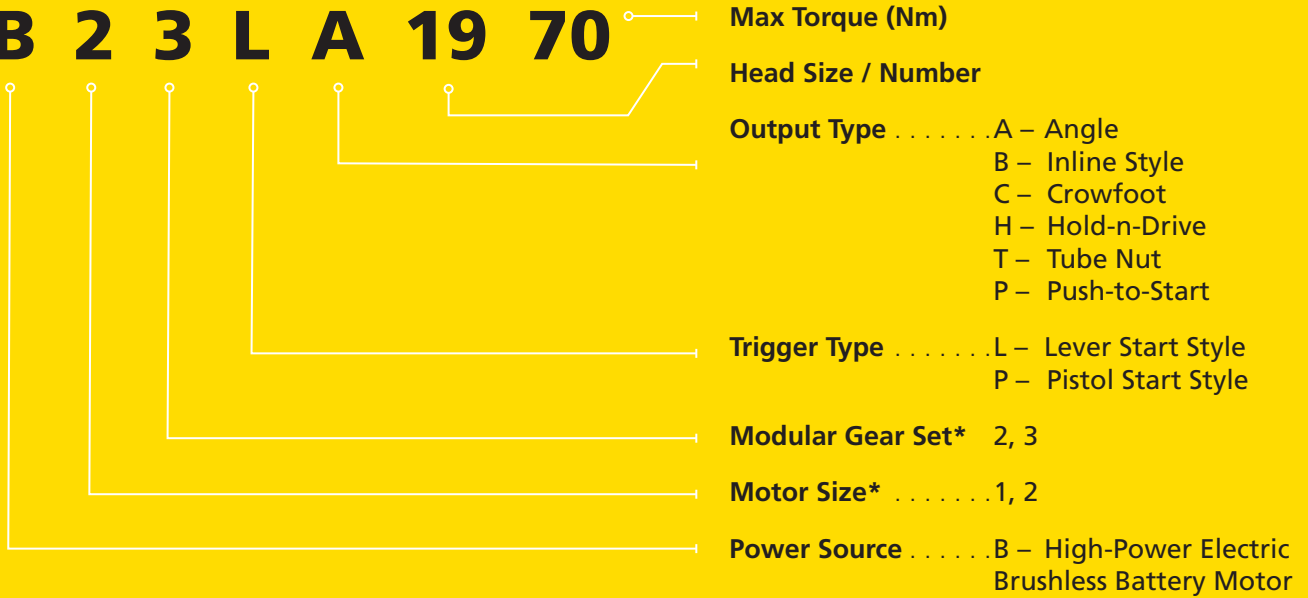 B 2 3 L A 19 70
Max Torque (Nm)
Head Size / Number
Output Type . . . . . . . A – Angle
B – Inline Style
C – Crowfoot
H – Hold-n-Drive
T – Tube Nut
P – Push-to-Start
Trigger Type . . . . . . . L – Lever Start Style
P – Pistol Start Style
Modular Gear Set* 2, 3
Motor Size* . . . . . . . 1, 2
Power Source . . . . . . B – High-Power Electric
Brushless Battery Motor